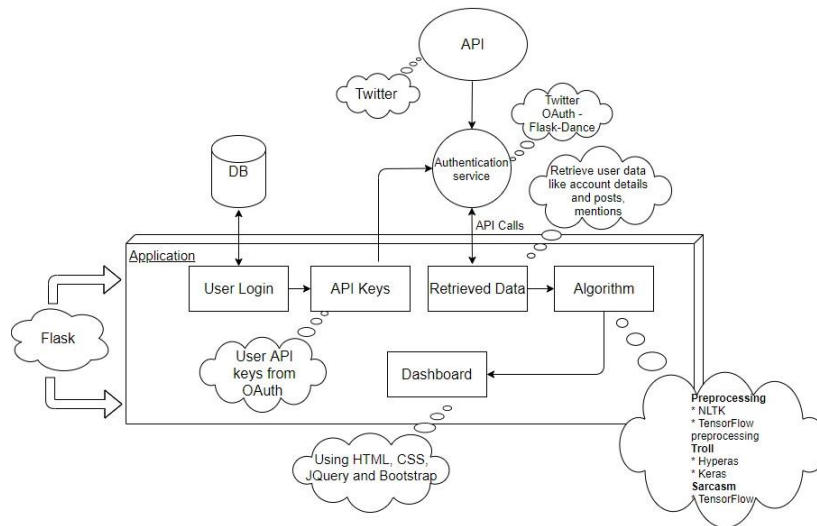 API
Twitter
Twitter
OAuth -
Flask-Dance
DB
Authentication
service
Retrieve user data
like account details
and posts,
mentions
API Calls
Application
User Login
API Keys
Retrieved Data
Algorithm
Flask
User API
keys from
OAuth
Dashboard
Preprocessing
* NLTK
* TensorFlow
preprocessing
Troll
* Hyperas
* Keras
Sarcasm
* TensorFlow
Using HTML, CSS,
JQuery and Bootstrap